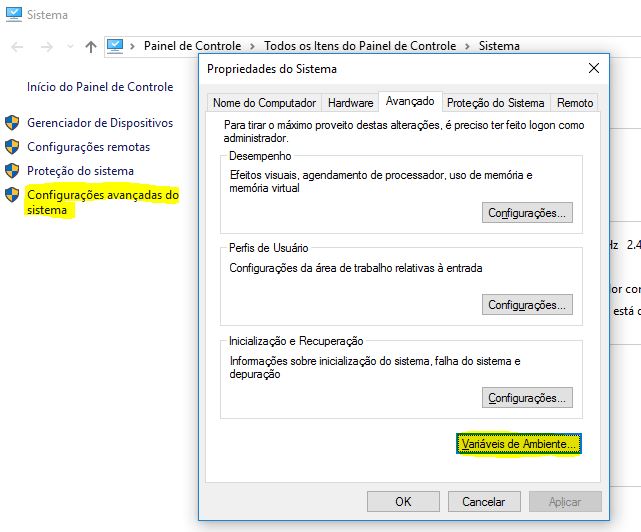 Sistema
Painel de Controle > Todos os Itens do Painel de Controle > Sistema
Início do Painel de Controle
Gerenciador de Dispositivos
Configurações remotas
Proteção do sistema
Configurações avançadas do
sistema
Propriedades do Sistema
Nome do Computador Hardware Avançado Proteção do Sistema Remoto
Para tirar o máximo proveito destas alterações, é preciso ter feito logon como
administrador.
Desempenho
Efeitos visuais, agendamento de processador, uso de memória e
memória virtual
Configurações...
Perfis de Usuário
Configurações da área de trabalho relativas à entrada
Configurações...
Inicialização e Recuperação
Informações sobre inicialização do sistema, falha do sistema e
depuração
Configurações...
Variáveis de Ambiente...
OK Cancelar Aplicar
Hz 2.4
or cor
está